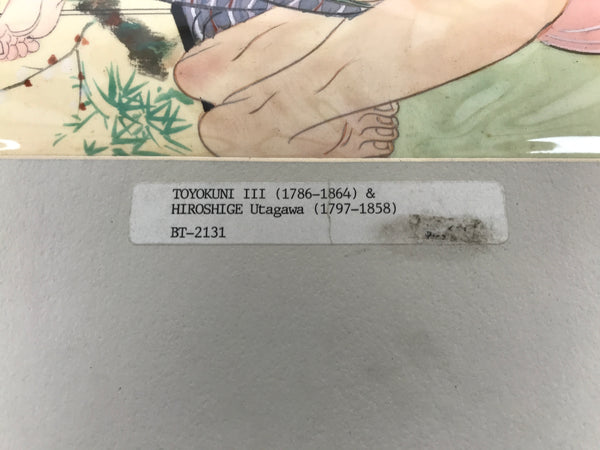 TOYOKUNI III (1786-1864) &
HIROSHIGE Utagawa (1797-1858)
BT-2131